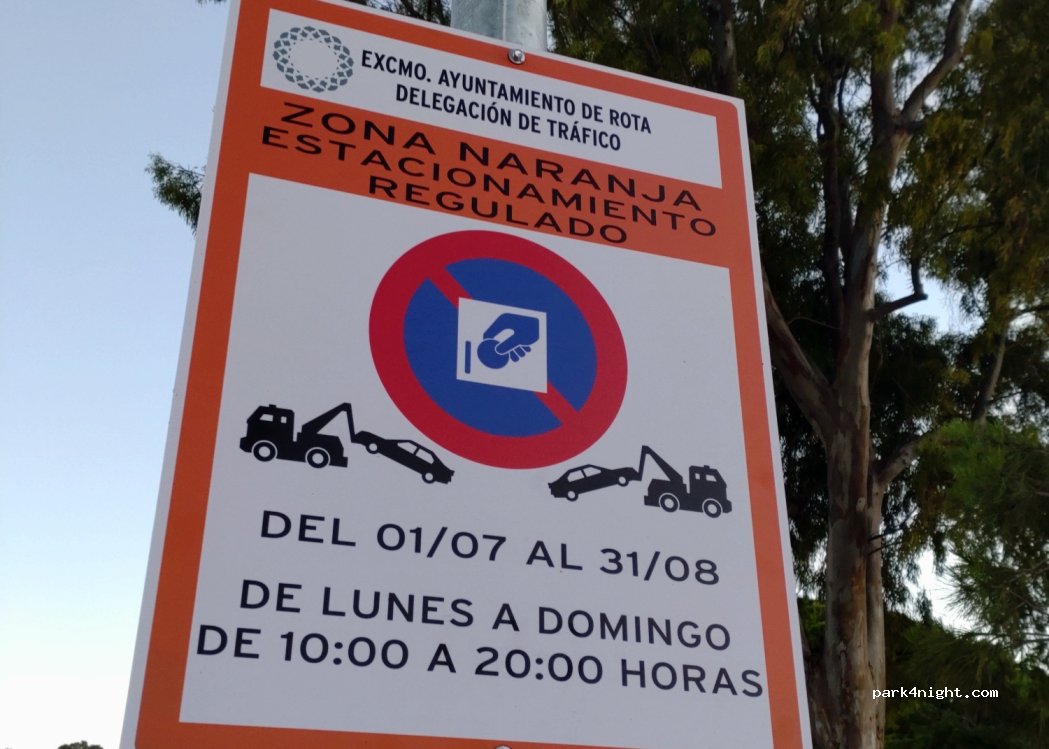 EXCMO. AYUNTAMIENTO DE ROTA
DELEGACIÓN DE TRÁFICO
ZONA NARANJA
ESTACIONAMIENTO
REGULADO
DEL 01/07 AL 31/08
DE LUNES A DOMINGO
DE 10:00 A 20:00 HORAS
park4night.com